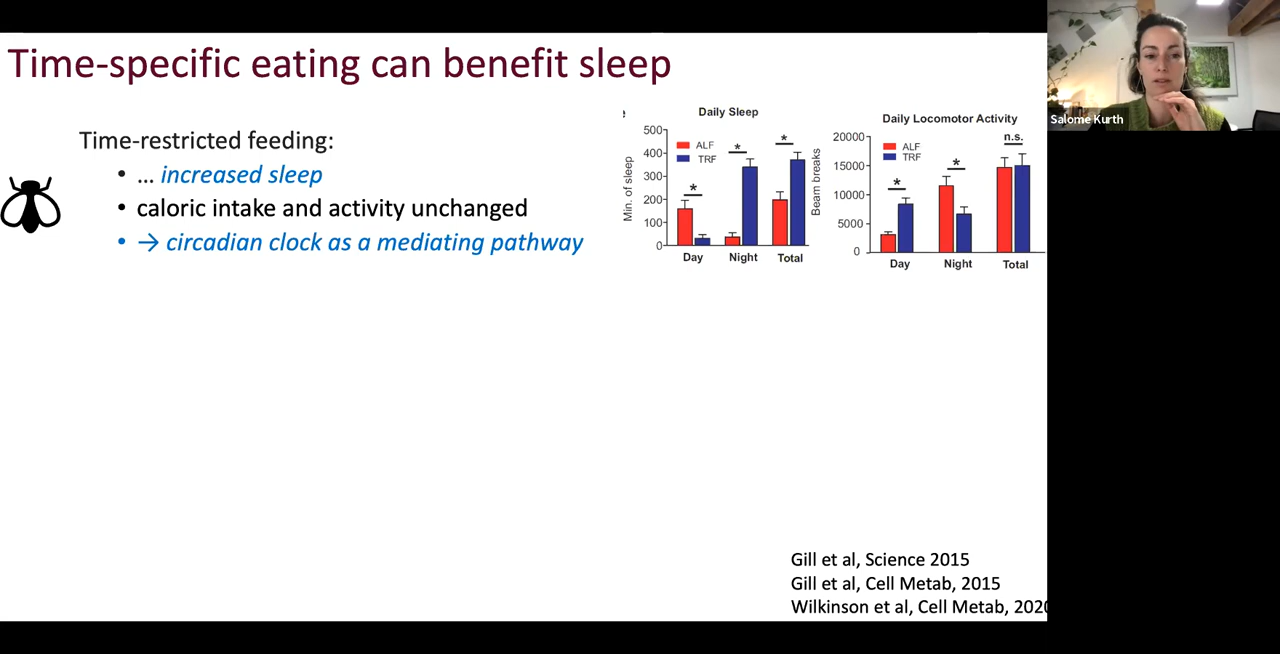 Time-specific eating can benefit sleep
Time-restricted feeding:
• ... increased sleep
• caloric intake and activity unchanged
• → circadian clock as a mediating pathway
Daily Sleep
Min. of sleep
500
400
300
200
100
0
ALF
TRF
*
*
*
Day Night Total
Daily Locomotor Activity
Beam breaks
20000
15000
10000
5000
0
ALF
TRF
*
*
n.s.
Day Night Total
Gill et al, Science 2015
Gill et al, Cell Metab, 2015
Wilkinson et al, Cell Metab, 2020
Salome Kurth